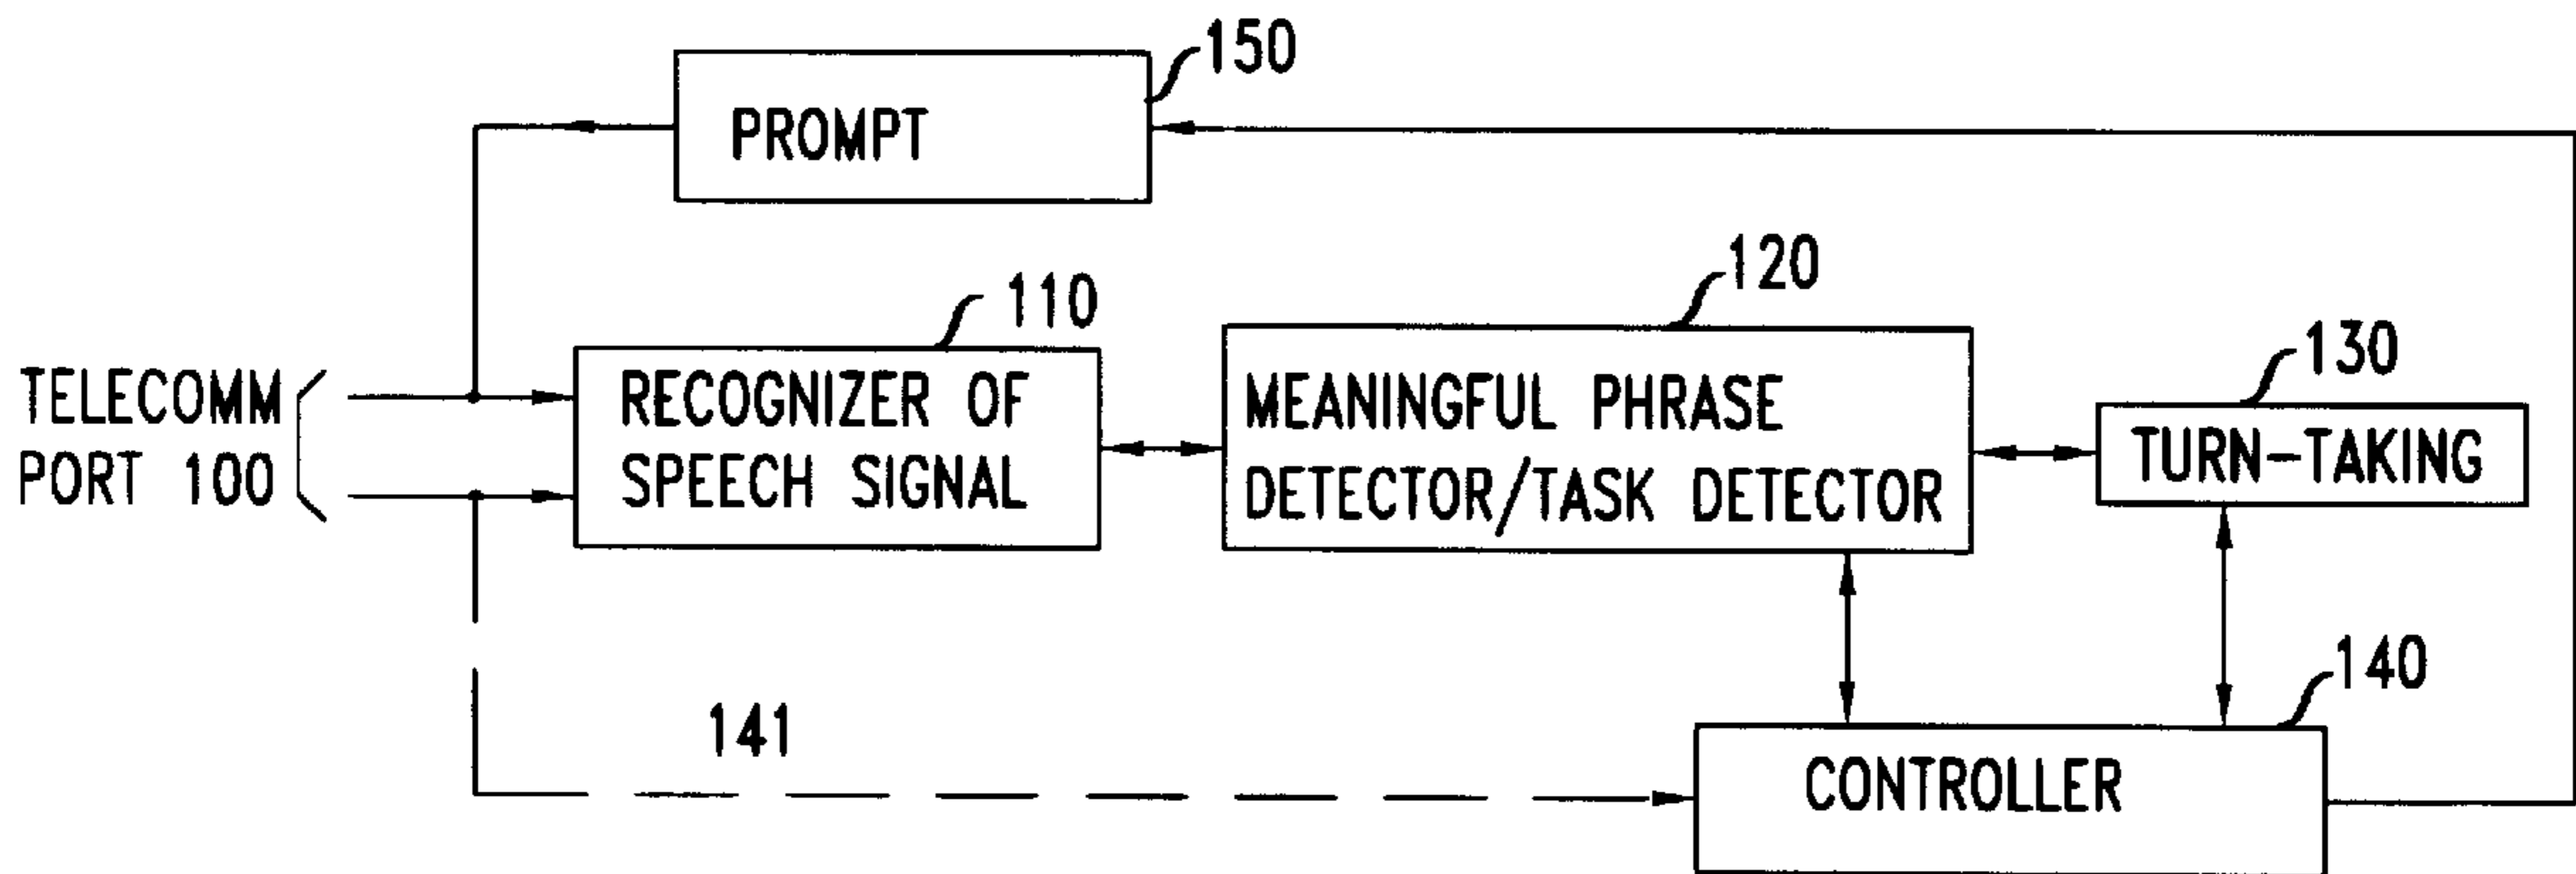 150
PROMPT
110
120
130
TELECOMM
PORT 100
RECOGNIZER OF
SPEECH SIGNAL
MEANINGFUL PHRASE
DETECTOR/TASK DETECTOR
TURN-TAKING
140
141
CONTROLLER